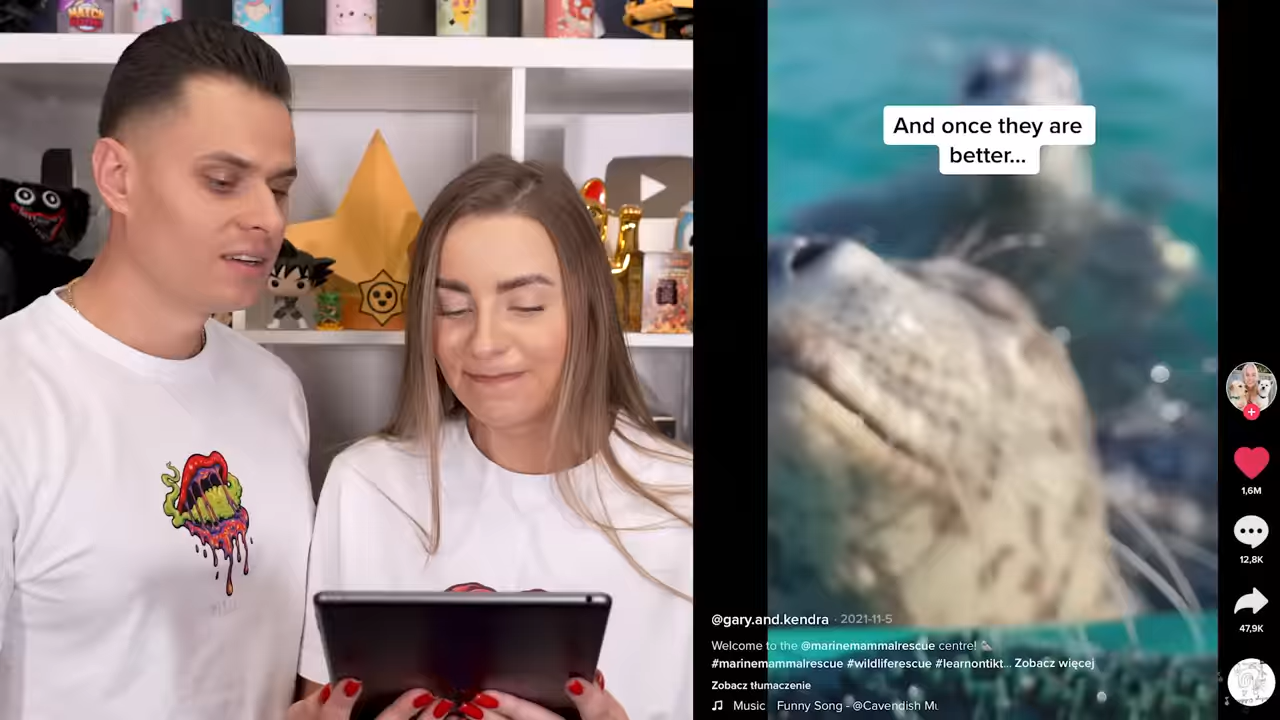 And once they are
better...
@gary.and.kendra · 2021-11-5
Welcome to the @marinemammalrescue centre!
#marinemammalrescue #wildliferescue #learnontikt... Zobacz więcej
Zobacz tłumaczenie
Music Funny Song - @Cavendish Mu
1,6M
12,8K
47,9K